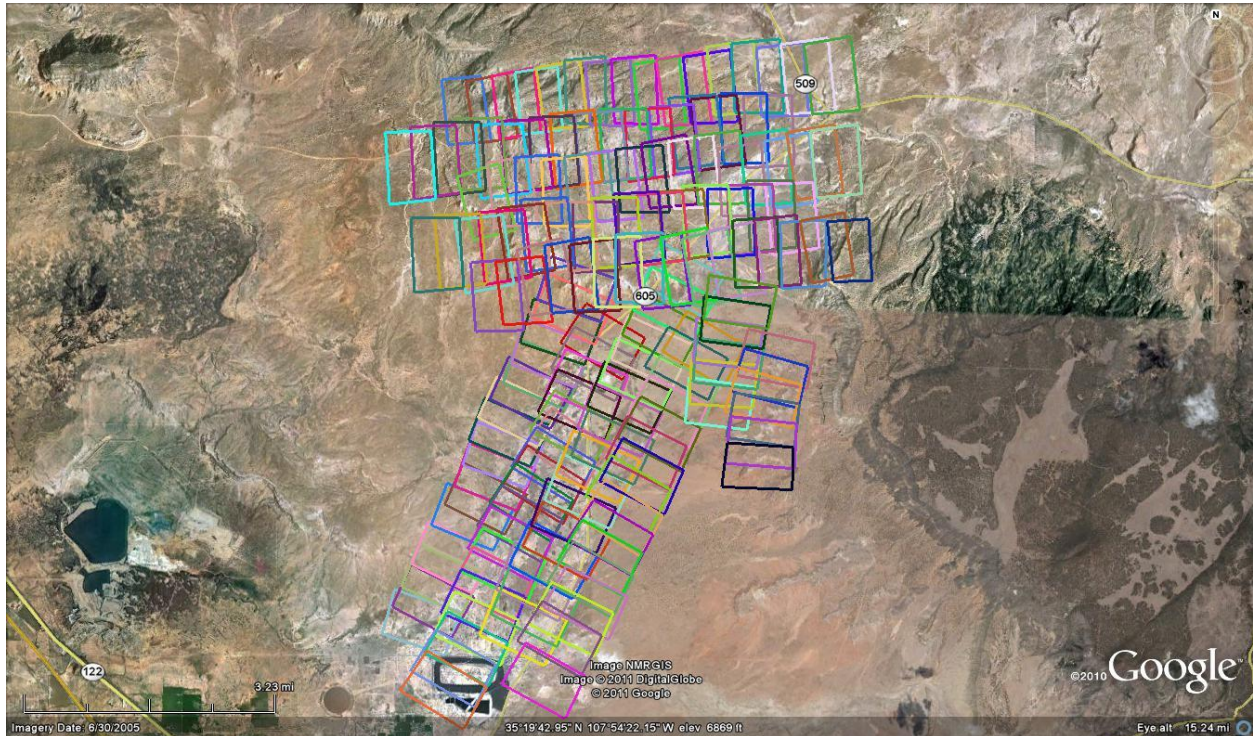 N
509
605
122
3.23 mi
Image NMRGIS
Image © 2011 DigitalGlobe
© 2011 Google
©2010 Google™
Imagery Date: 6/30/2005
35°19'42.95" N 107°54'22.15" W elev 6869 ft
Eye alt 15.24 mi